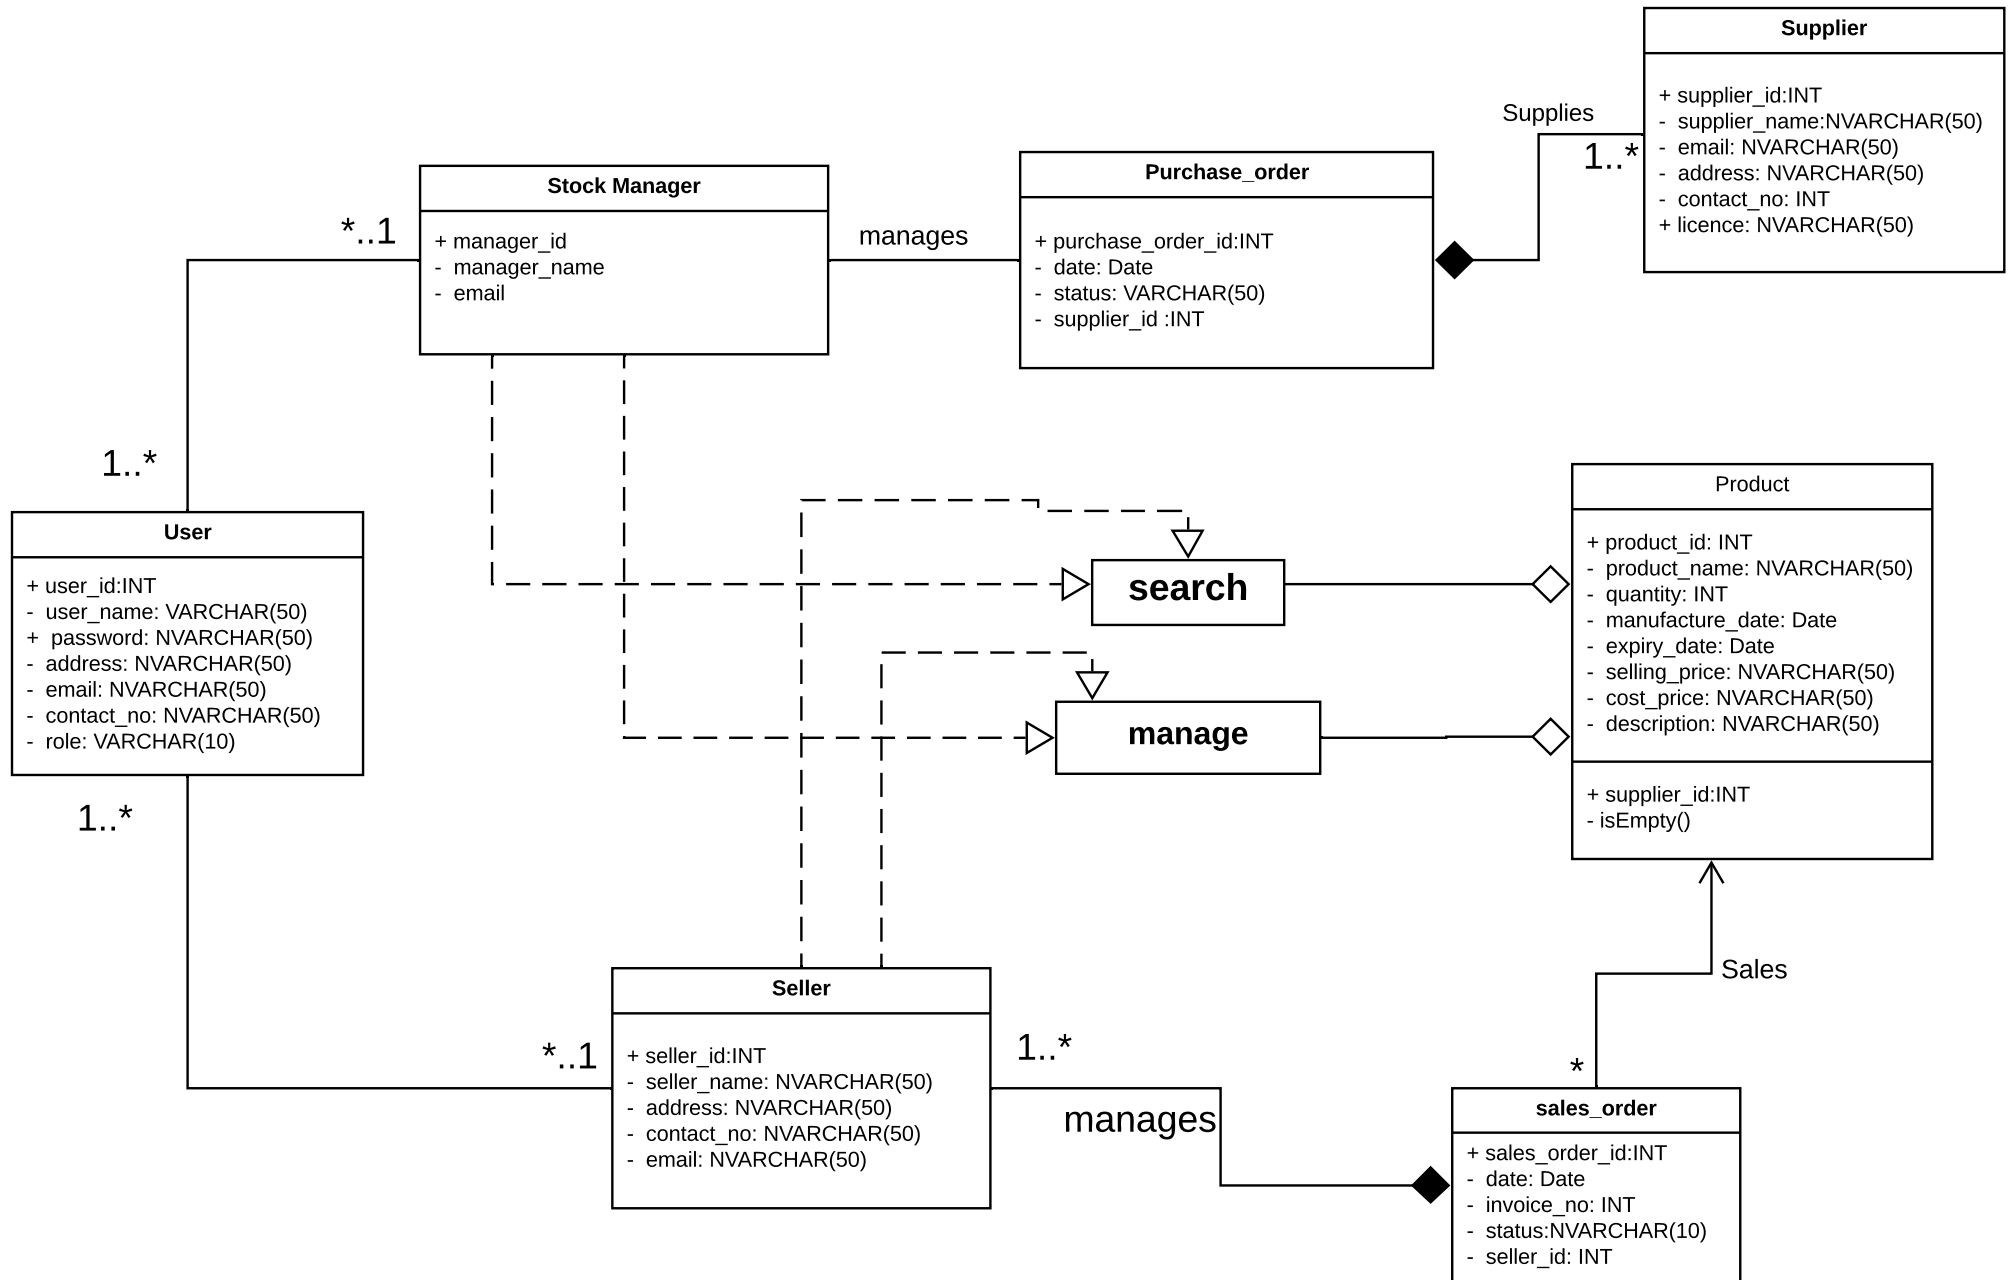 Supplier
+ supplier_id:INT
- supplier_name:NVARCHAR(50)
- email: NVARCHAR(50)
- address: NVARCHAR(50)
- contact_no: INT
+ licence: NVARCHAR(50)
Supplies
1..*
Purchase_order
+ purchase_order_id:INT
- date: Date
- status: VARCHAR(50)
- supplier_id :INT
manages
Stock Manager
+ manager_id
- manager_name
- email
*..1
1..*
User
+ user_id:INT
- user_name: VARCHAR(50)
+ password: NVARCHAR(50)
- address: NVARCHAR(50)
- email: NVARCHAR(50)
- contact_no: NVARCHAR(50)
- role: VARCHAR(10)
1..*
search
manage
Product
+ product_id: INT
- product_name: NVARCHAR(50)
- quantity: INT
- manufacture_date: Date
- expiry_date: Date
- selling_price: NVARCHAR(50)
- cost_price: NVARCHAR(50)
- description: NVARCHAR(50)
+ supplier_id:INT
- isEmpty()
Sales
*
Seller
+ seller_id:INT
- seller_name: NVARCHAR(50)
- address: NVARCHAR(50)
- contact_no: NVARCHAR(50)
- email: NVARCHAR(50)
*..1
1..*
manages
sales_order
+ sales_order_id:INT
- date: Date
- invoice_no: INT
- status:NVARCHAR(10)
- seller_id: INT